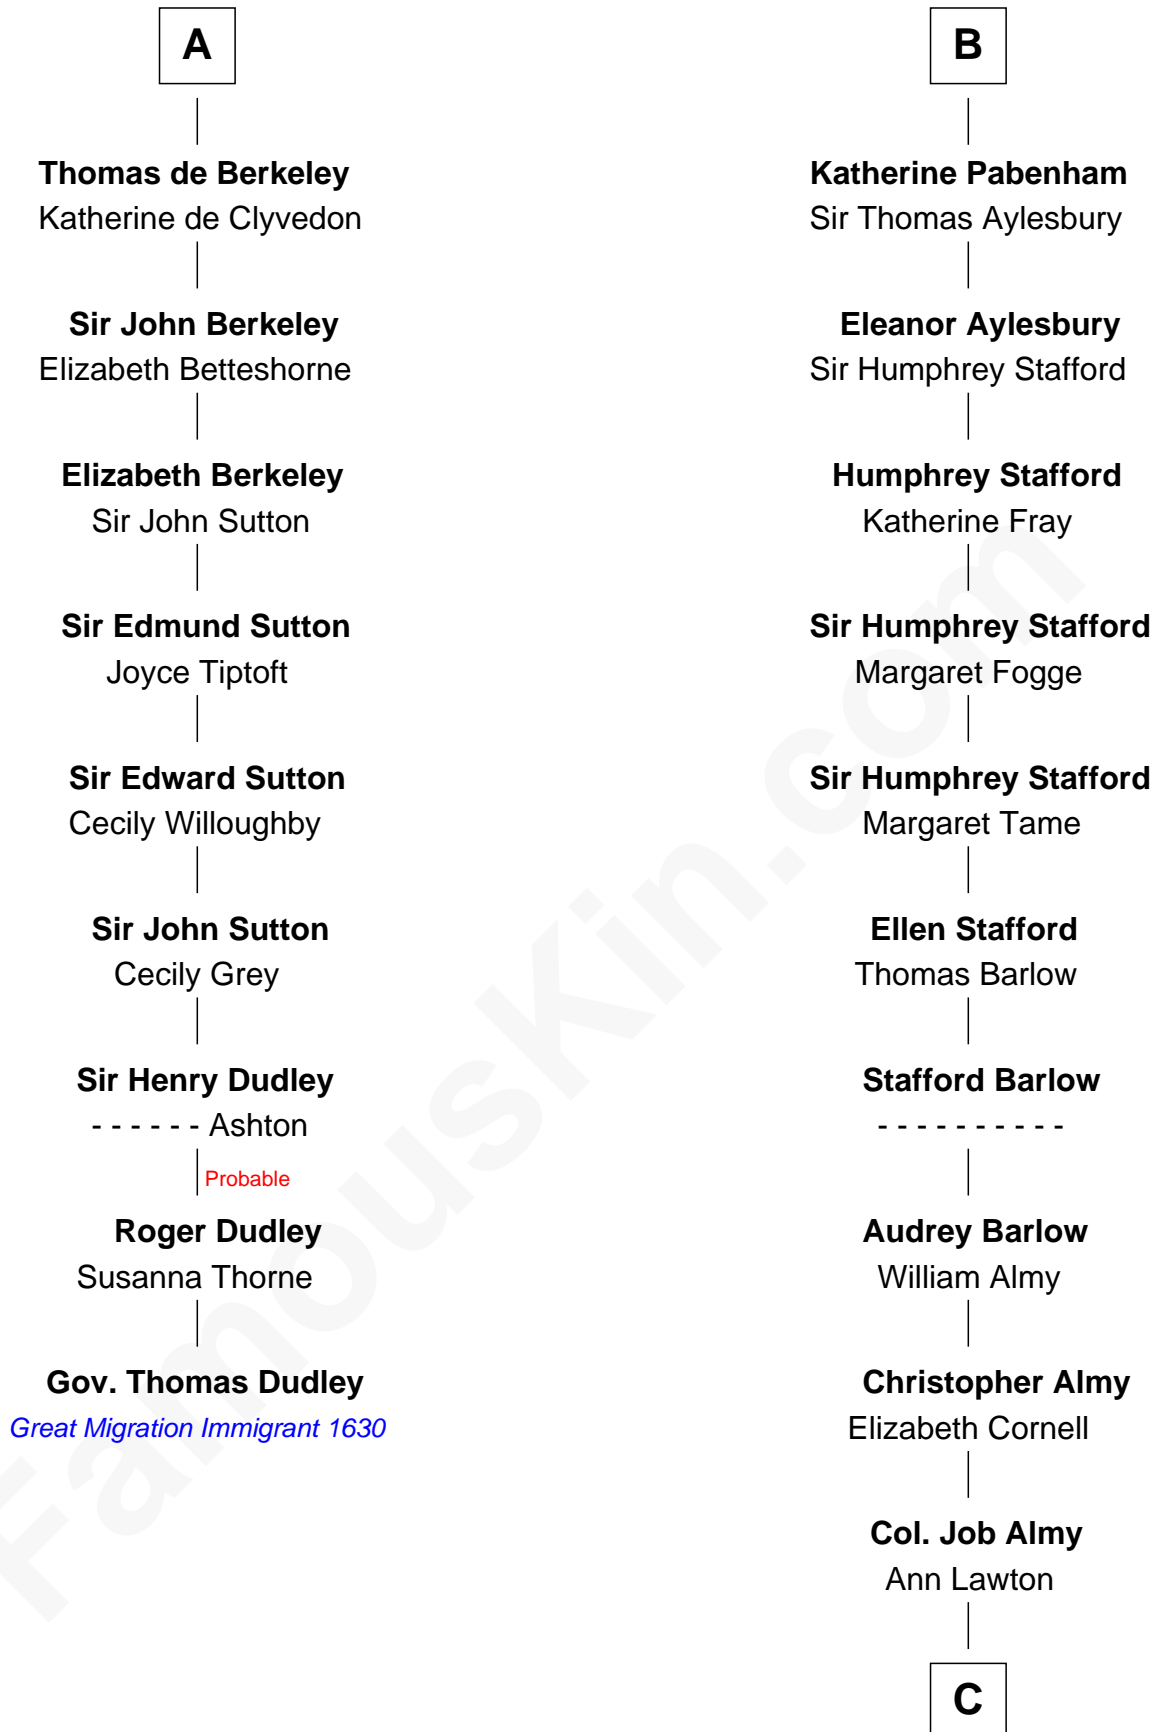 A
Thomas de Berkeley
Katherine de Clyvedon
Sir John Berkeley
Elizabeth Betteshorne
Elizabeth Berkeley
Sir John Sutton
Sir Edmund Sutton
Joyce Tiptoft
Sir Edward Sutton
Cecily Willoughby
Sir John Sutton
Cecily Grey
Sir Henry Dudley
- - - - - - Ashton
Probable
Roger Dudley
Susanna Thorne
Gov. Thomas Dudley
Great Migration Immigrant 1630
B
Katherine Pabenham
Sir Thomas Aylesbury
Eleanor Aylesbury
Sir Humphrey Stafford
Humphrey Stafford
Katherine Fray
Sir Humphrey Stafford
Margaret Fogge
Sir Humphrey Stafford
Margaret Tame
Ellen Stafford
Thomas Barlow
Stafford Barlow
- - - - - - - - - -
Audrey Barlow
William Almy
Christopher Almy
Elizabeth Cornell
Col. Job Almy
Ann Lawton
C
FamousKin.com